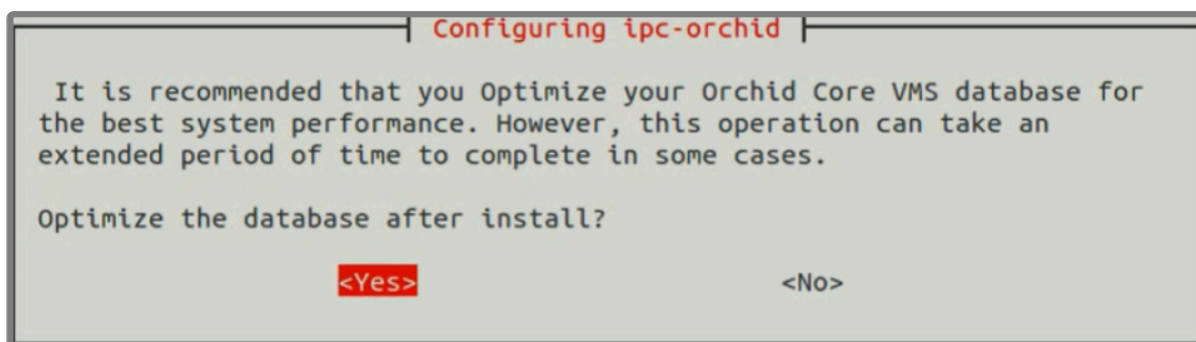 Configuring ipc-orchid
It is recommended that you Optimize your Orchid Core VMS database for
the best system performance. However, this operation can take an
extended period of time to complete in some cases.
Optimize the database after install?
<Yes> <No>